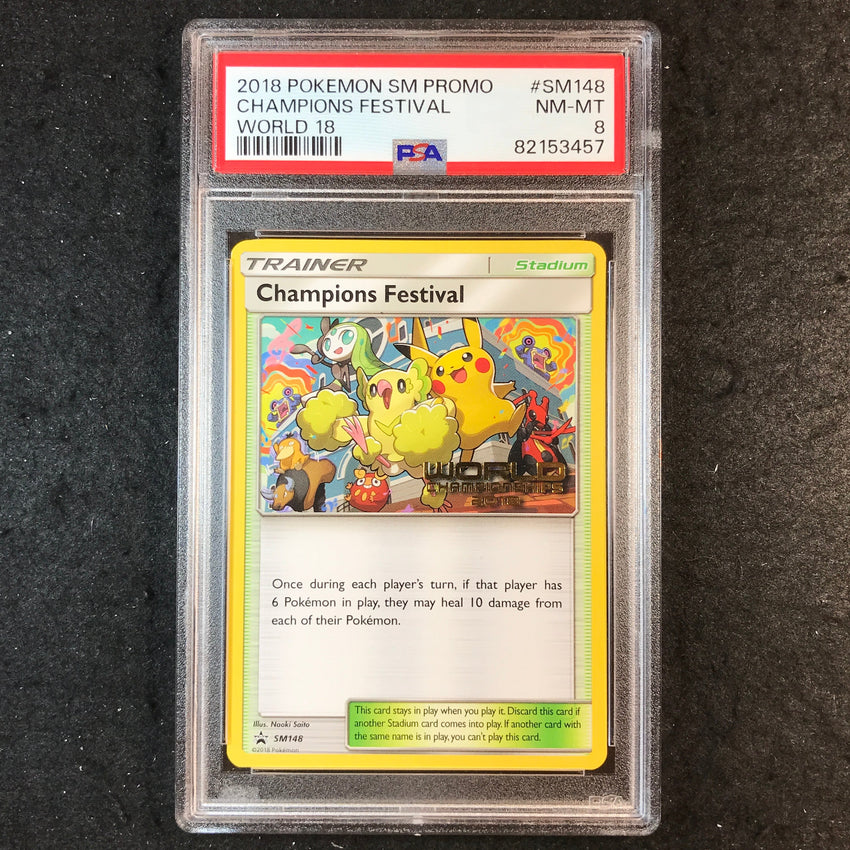 2018 POKEMON SM PROMO #SM148
CHAMPIONS FESTIVAL NM-MT
WORLD 18 8
PSA 82153457
TRAINER Stadium
Champions Festival
WORLD
CHAMPIONSHIPS
2018
Once during each player's turn, if that player has
6 Pokémon in play, they may heal 10 damage from
each of their Pokémon.
Illus. Naoki Saito
SM148
©2018 Pokémon
This card stays in play when you play it. Discard this card if
another Stadium card comes into play. If another card with
the same name is in play, you can't play this card.
PSA